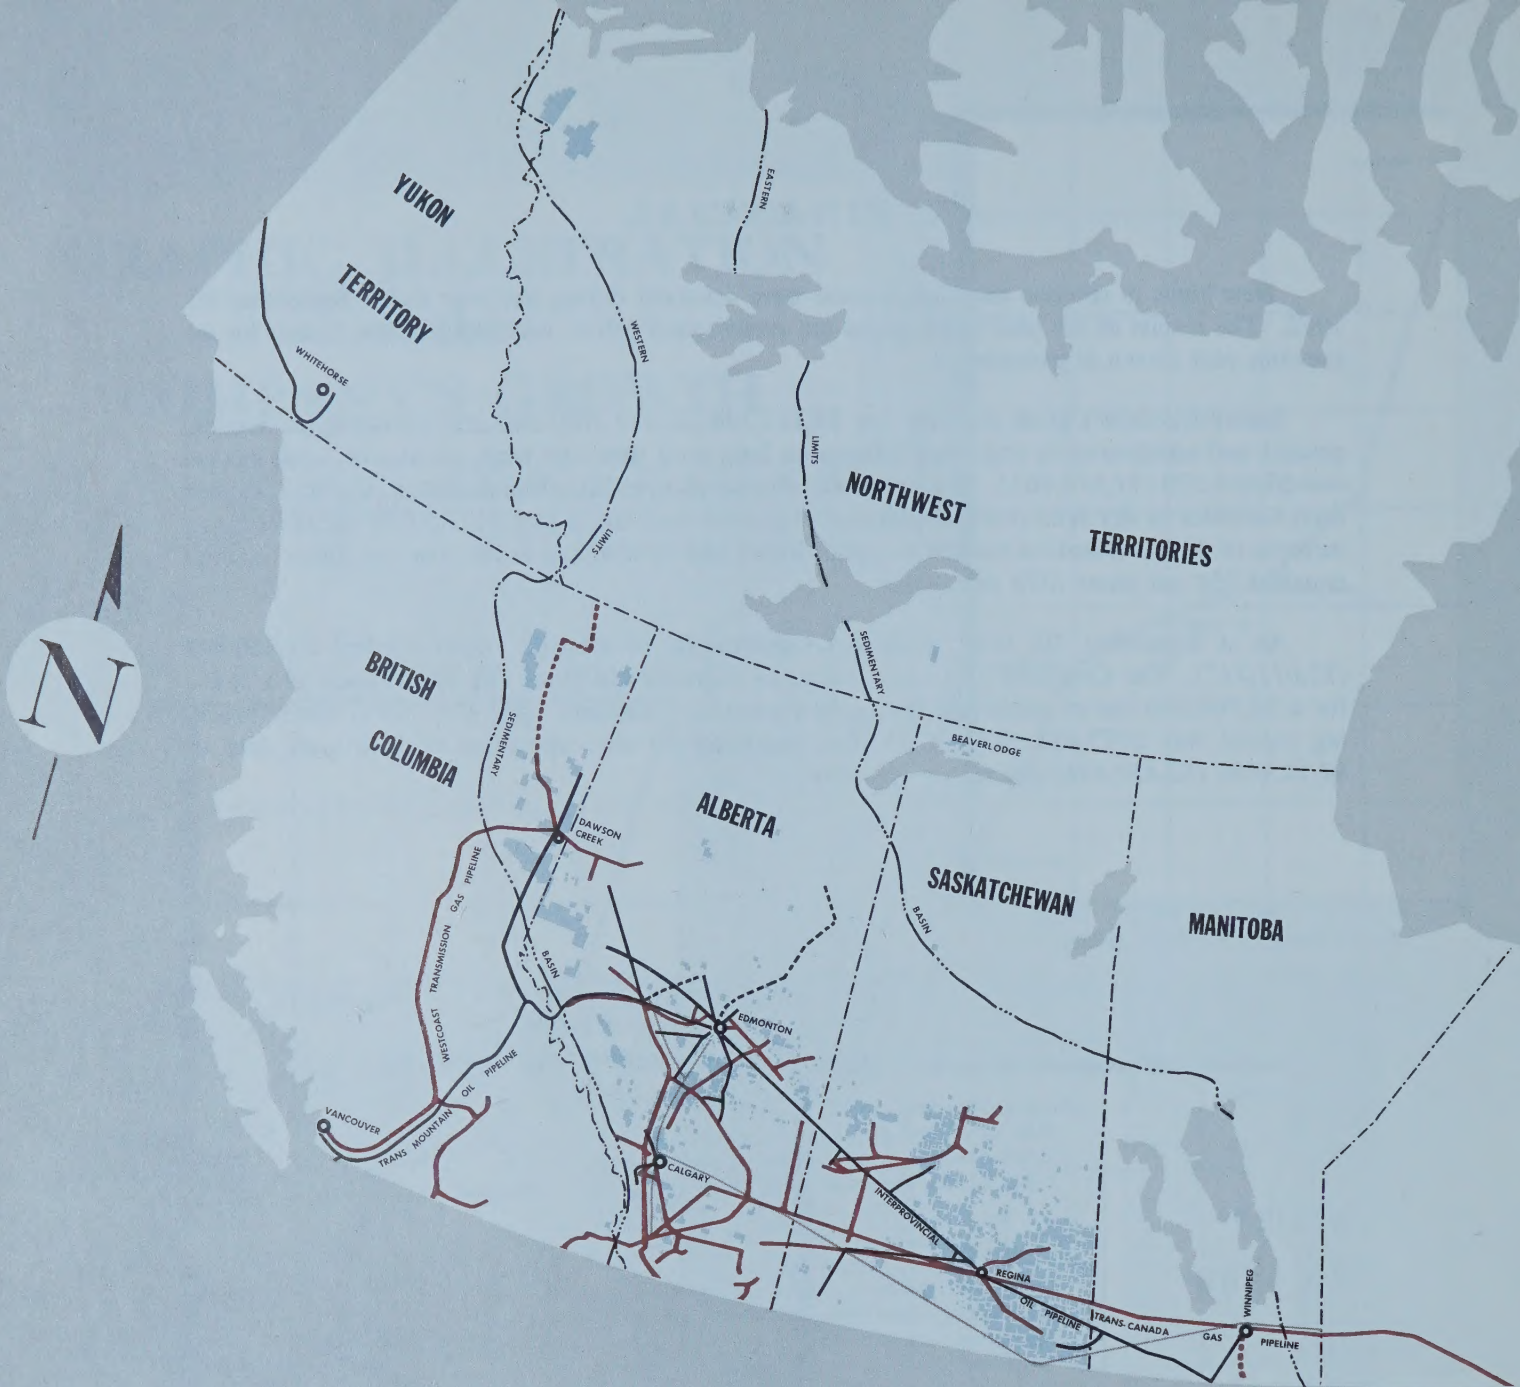 YUKON
TERRITORY
WHITEHORSE
EASTERN
WESTERN
LIMITS
LIMITS
NORTHWEST
TERRITORIES
N
BRITISH
COLUMBIA
SEDIMENTARY
SEDIMENTARY
BEAVERLODGE
ALBERTA
DAWSON
CREEK
SASKATCHEWAN
MANITOBA
BASIN
BASIN
WESTCOAST TRANSMISSION GAS PIPELINE
EDMONTON
VANCOUVER
TRANS MOUNTAIN OIL PIPELINE
CALGARY
INTERPROVINCIAL
OIL PIPELINE
REGINA
TRANS-CANADA GAS PIPELINE
WINNIPEG